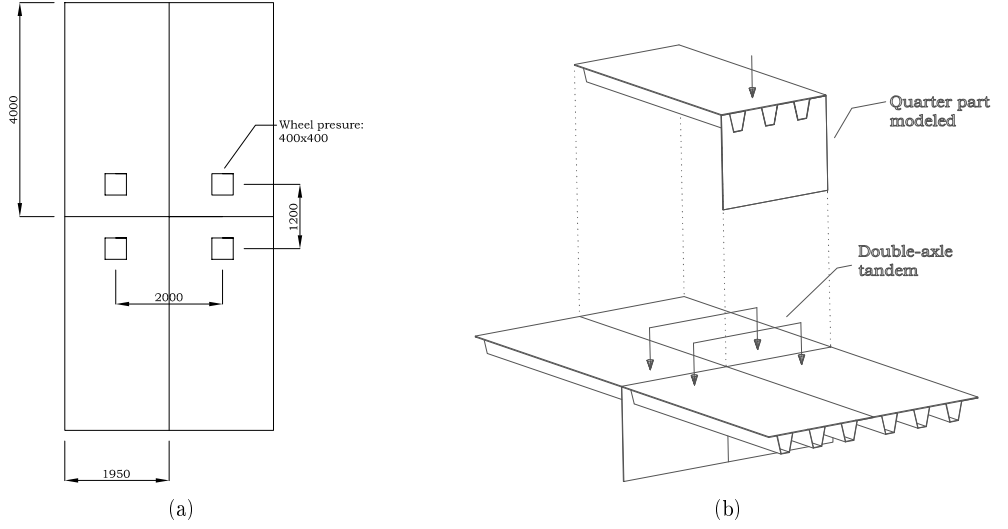 4000
Wheel presure:
400x400
1200
2000
1950
(a)
Quarter part
modeled
Double-axle
tandem
(b)